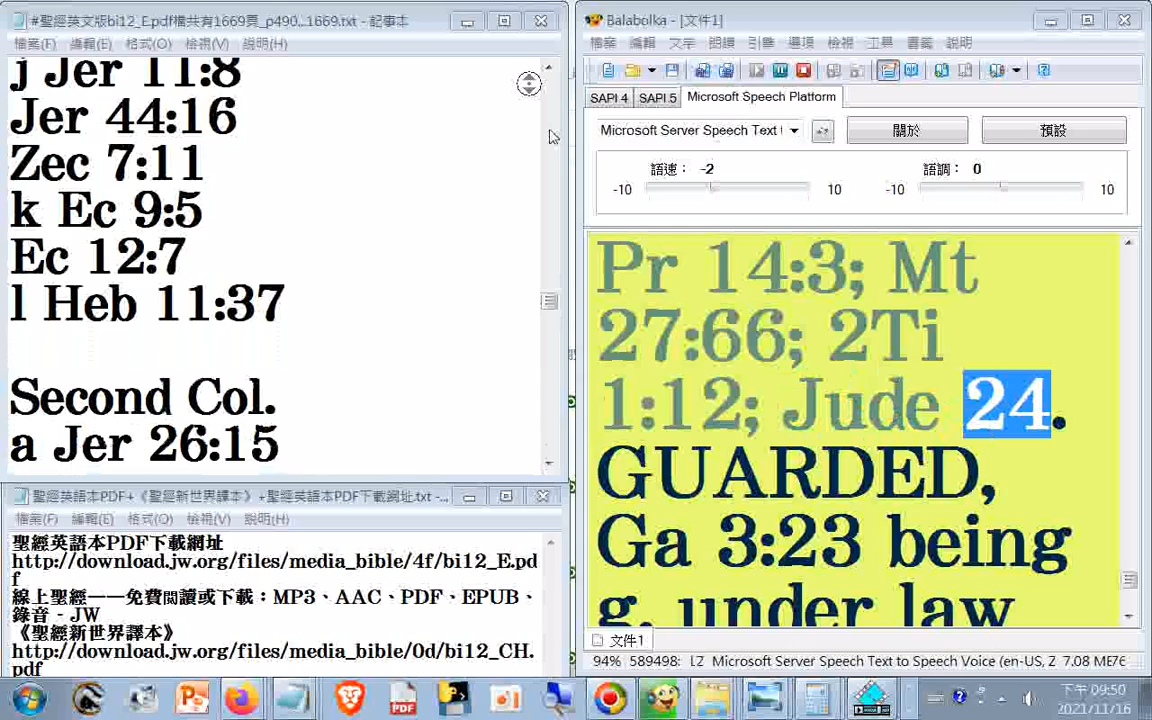 #聖經英文版bi12_E.pdf檔共有1669頁_p490...1669.txt - 記事本
檔案(F) 編輯(E) 格式(O) 檢視(V) 說明(H)
j Jer 11:8
Jer 44:16
Zec 7:11
k Ec 9:5
Ec 12:7
l Heb 11:37
Second Col.
a Jer 26:15
聖經英語本PDF+《聖經新世界譯本》+聖經英語本PDF下載網址.txt - ...
檔案(F) 編輯(E) 格式(O) 檢視(V) 說明(H)
聖經英語本PDF下載網址
http://download.jw.org/files/media_bible/4f/bi12_E.pd
f
線上聖經——免費閱讀或下載：MP3、AAC、PDF、EPUB、
錄音 - JW
《聖經新世界譯本》
http://download.jw.org/files/media_bible/0d/bi12_CH.
pdf
Balabolka - [文件1]
檔案 編輯 文字 閱讀 引擎 選項 檢視 工具 書籤 說明
SAPI 4 SAPI 5 Microsoft Speech Platform
Microsoft Server Speech Text 關於 預設
語速： -2 語調： 0
-10 10 -10 10
Pr 14:3; Mt
27:66; 2Ti
1:12; Jude 24.
GUARDED,
Ga 3:23 being
g. under law
文件1
94% 589498: Microsoft Server Speech Text to Speech Voice (en-US, Z 7.08 ME
PDF
下午 09:50
2021/11/16